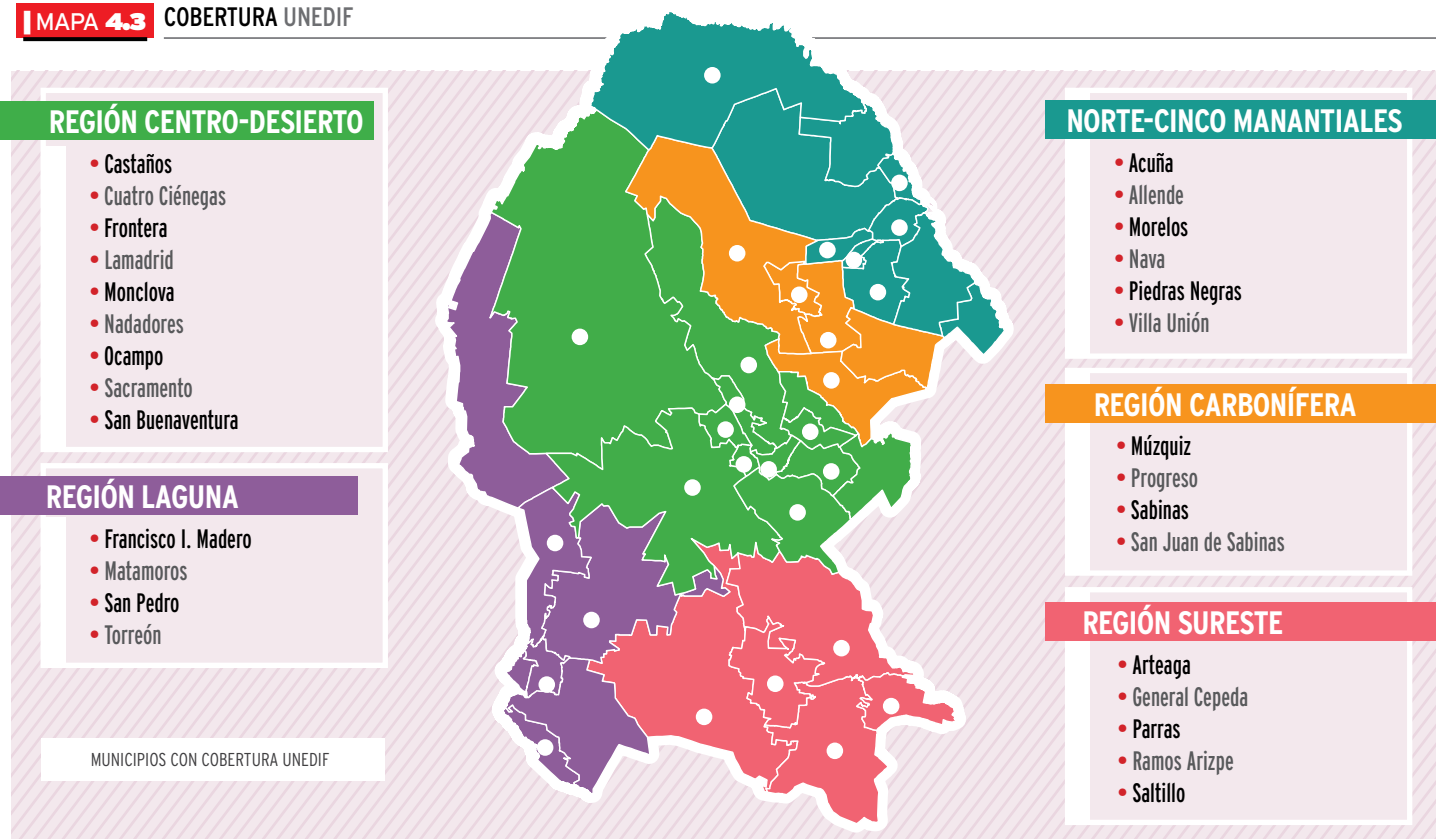 MAPA 4.3 COBERTURA UNEDIF
REGIÓN CENTRO-DESIERTO
• Castaños
• Cuatro Ciénegas
• Frontera
• Lamadrid
• Monclova
• Nadadores
• Ocampo
• Sacramento
• San Buenaventura
REGIÓN LAGUNA
• Francisco I. Madero
• Matamoros
• San Pedro
• Torreón
MUNICIPIOS CON COBERTURA UNEDIF
NORTE-CINCO MANANTIALES
• Acuña
• Allende
• Morelos
• Nava
• Piedras Negras
• Villa Unión
REGIÓN CARBONÍFERA
• Múzquiz
• Progreso
• Sabinas
• San Juan de Sabinas
REGIÓN SURESTE
• Arteaga
• General Cepeda
• Parras
• Ramos Arizpe
• Saltillo